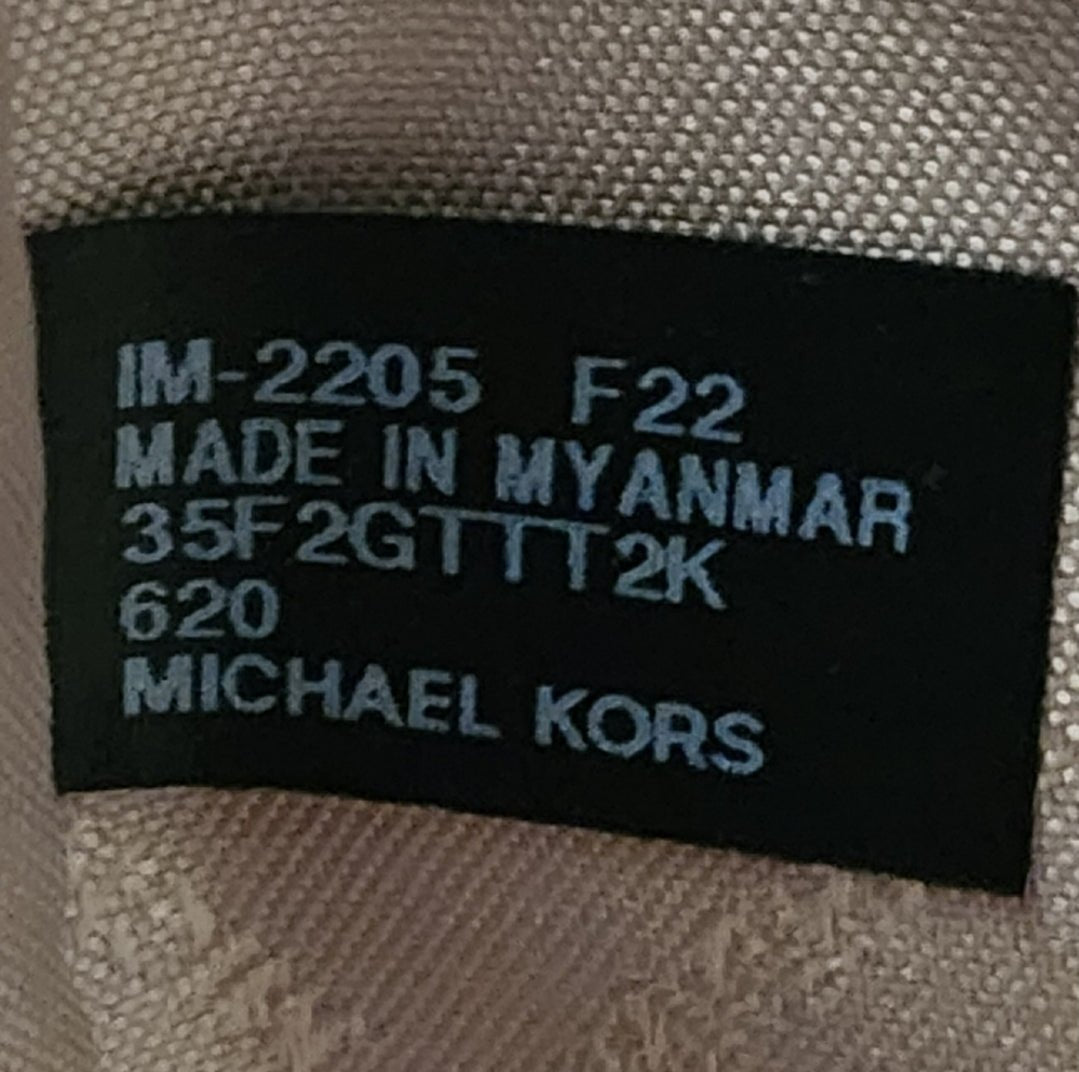 IM-2205 F22
MADE IN MYANMAR
35F2GTTT2K
620
MICHAEL KORS